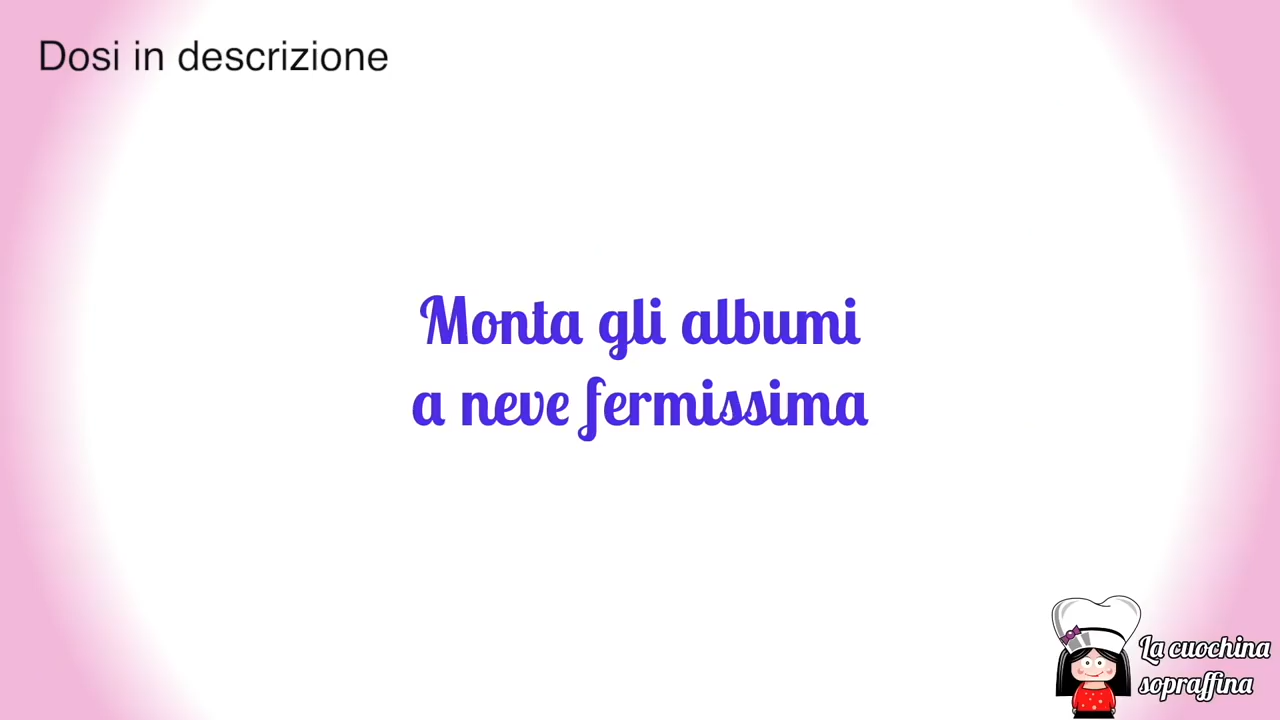 Dosi in descrizione
Monta gli albumi
a neve fermissima
La cuochina
sopraffina